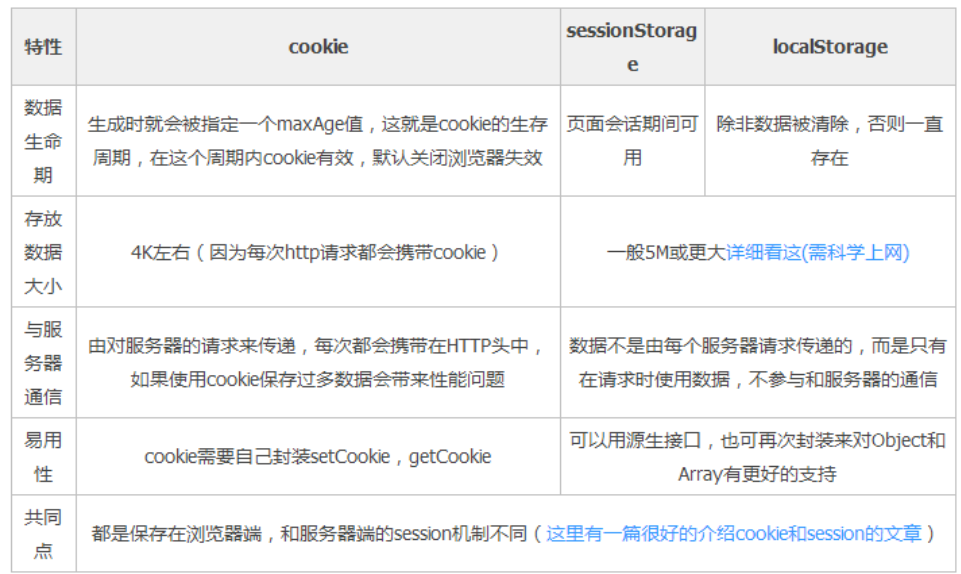 特性
cookie
sessionStorag
e
localStorage
数据
生命
期
生成时就会被指定一个maxAge值，这就是cookie的生存
周期，在这个周期内cookie有效，默认关闭浏览器失效
页面会话期间可
用
除非数据被清除，否则一直
存在
存放
数据
大小
4K左右（因为每次http请求都会携带cookie）
一般5M或更大详细看这(需科学上网)
与服
务器
通信
由对服务器的请求来传递，每次都会携带在HTTP头中，
如果使用cookie保存过多数据会带来性能问题
数据不是由每个服务器请求传递的，而是只有
在请求时使用数据，不参与和服务器的通信
易用
性
cookie需要自己封装setCookie，getCookie
可以用源生接口，也可再次封装来对Object和
Array有更好的支持
共同
点
都是保存在浏览器端，和服务器端的session机制不同（这里有一篇很好的介绍cookie和session的文章）